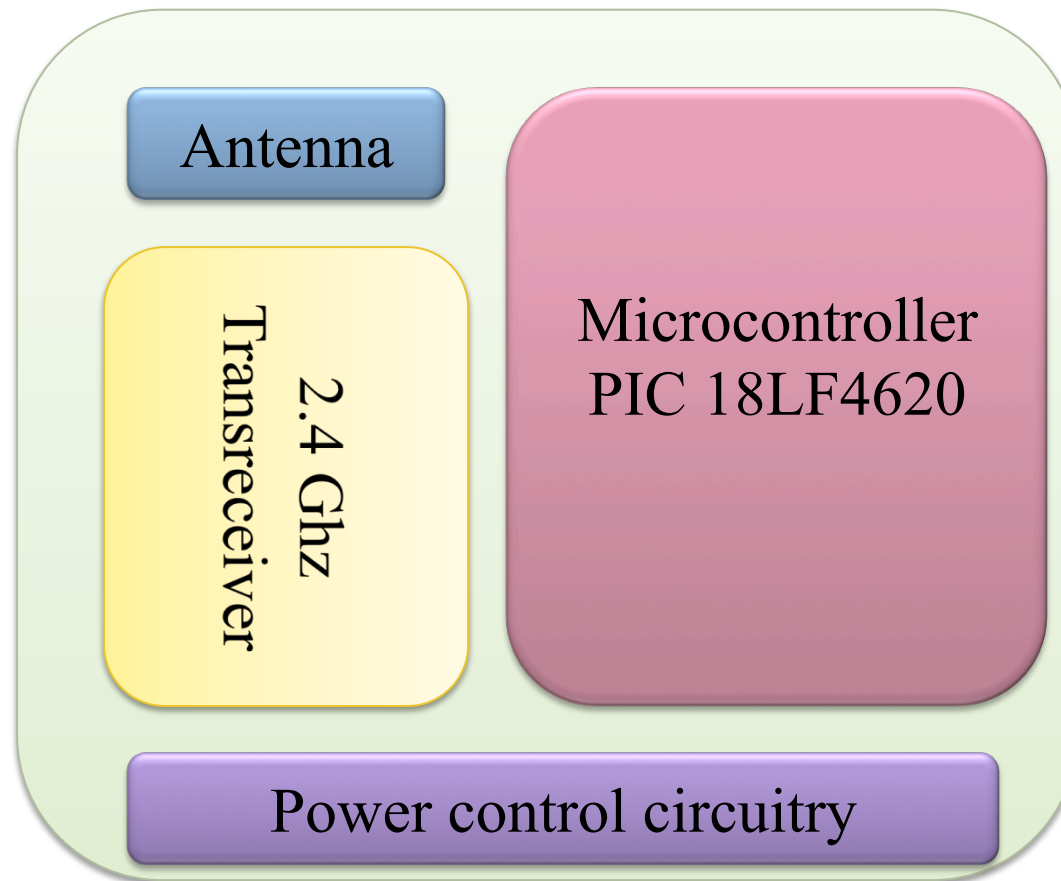 Antenna
2.4 Ghz
Transreceiver
Microcontroller
PIC 18LF4620
Power control circuitry